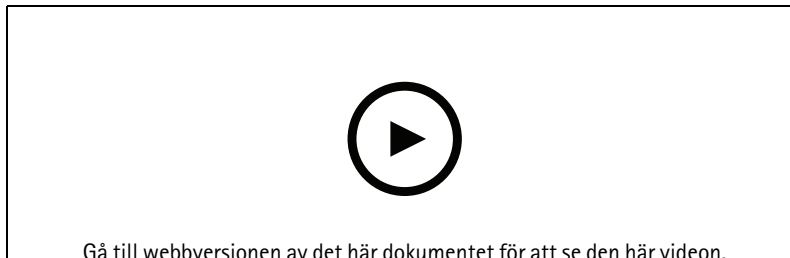 Gå till webbversionen av det här dokumentet för att se den här videon.